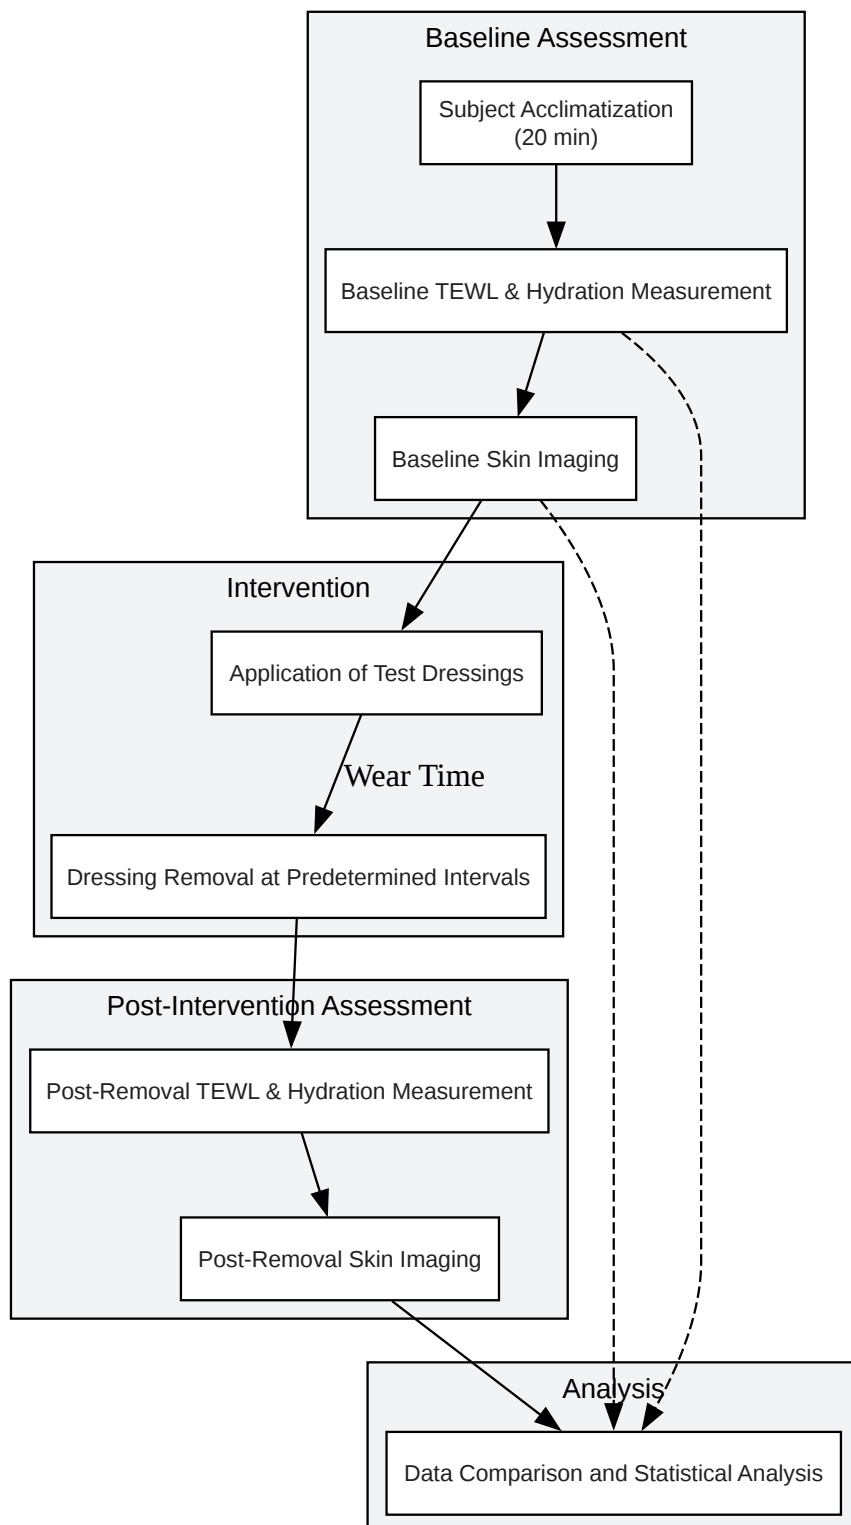 Baseline Assessment
Subject Acclimatization
(20 min)
Baseline TEWL & Hydration Measurement
Baseline Skin Imaging
Intervention
Application of Test Dressings
Wear Time
Dressing Removal at Predetermined Intervals
Post-Intervention Assessment
Post-Removal TEWL & Hydration Measurement
Post-Removal Skin Imaging
Analysis
Data Comparison and Statistical Analysis